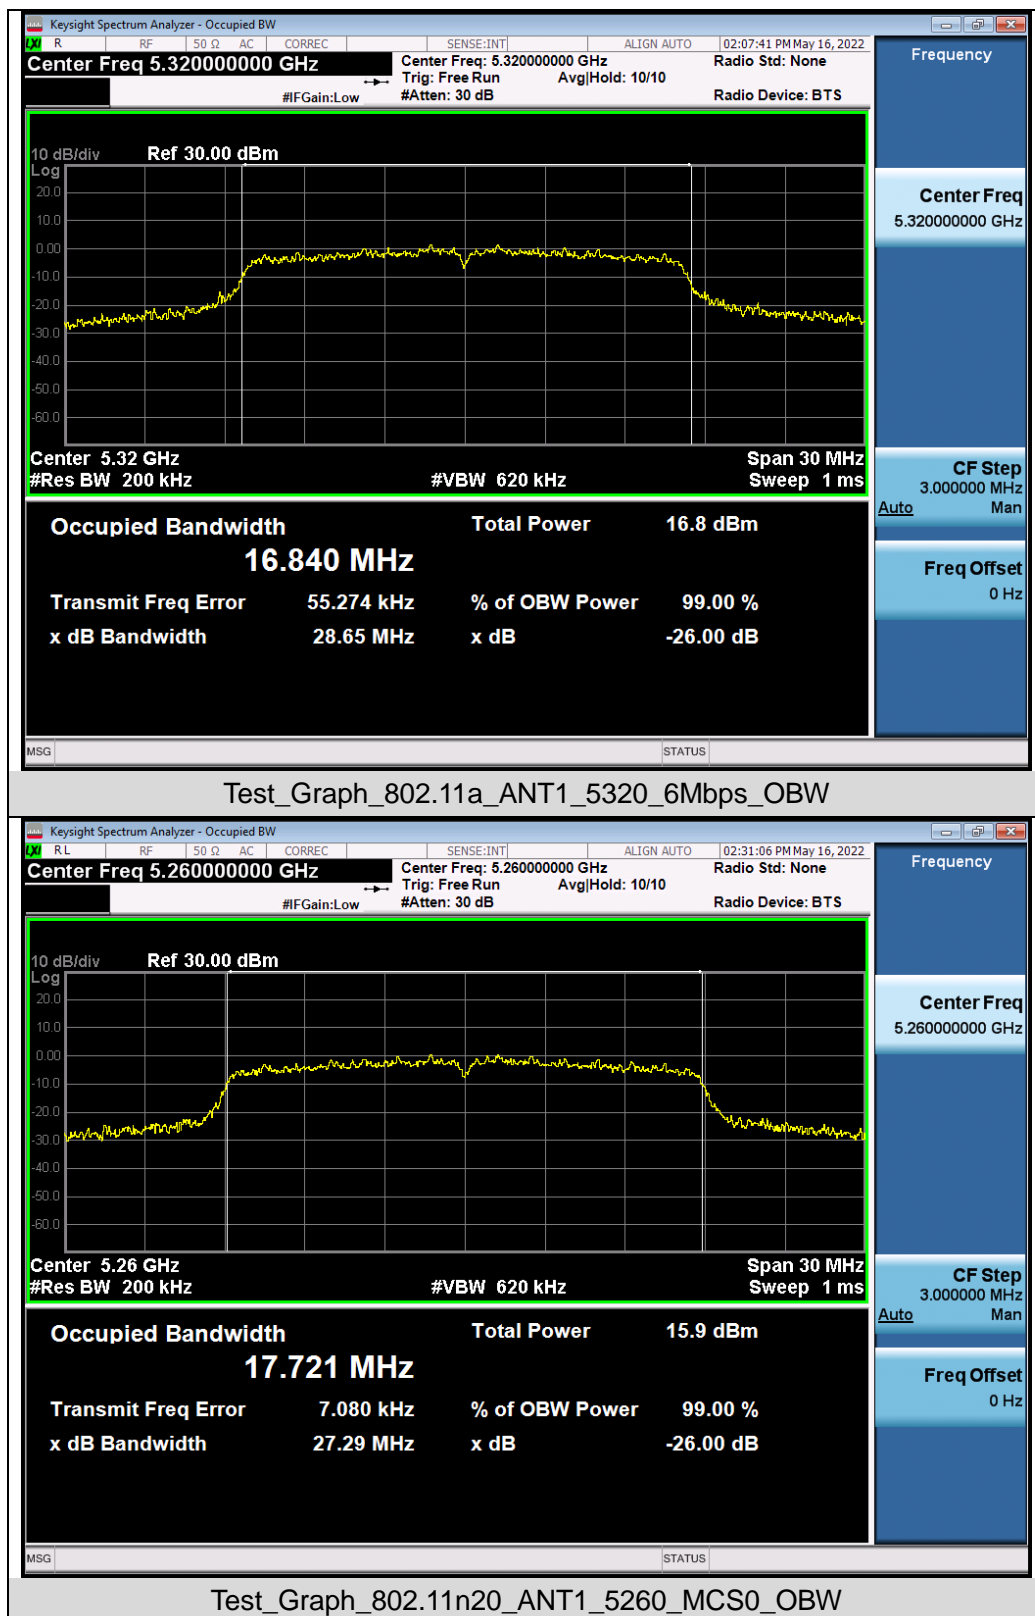 Keysight Spectrum Analyzer - Occupied BW
LXI R RF 50 Ω AC CORREC SENSE:INT ALIGN AUTO 02:07:41 PM May 16, 2022
Center Freq 5.320000000 GHz
Center Freq: 5.320000000 GHz
Radio Std: None
Trig: Free Run Avg|Hold: 10/10
#IFGain:Low
#Atten: 30 dB
Radio Device: BTS
Frequency
10 dB/div Ref 30.00 dBm
Log
20.0
10.0
0.00
-10.0
-20.0
-30.0
-40.0
-50.0
-60.0
Center 5.32 GHz Span 30 MHz
#Res BW 200 kHz #VBW 620 kHz Sweep 1 ms
Center Freq
5.320000000 GHz
CF Step
3.000000 MHz
Auto Man
Freq Offset
0 Hz
Occupied Bandwidth Total Power 16.8 dBm
16.840 MHz
Transmit Freq Error 55.274 kHz % of OBW Power 99.00 %
x dB Bandwidth 28.65 MHz x dB -26.00 dB
MSG STATUS
Test_Graph_802.11a_ANT1_5320_6Mbps_OBW
Keysight Spectrum Analyzer - Occupied BW
LXI RL RF 50 Ω AC CORREC SENSE:INT ALIGN AUTO 02:31:06 PM May 16, 2022
Center Freq 5.260000000 GHz
Center Freq: 5.260000000 GHz
Radio Std: None
Trig: Free Run Avg|Hold: 10/10
#IFGain:Low
#Atten: 30 dB
Radio Device: BTS
Frequency
10 dB/div Ref 30.00 dBm
Log
20.0
10.0
0.00
-10.0
-20.0
-30.0
-40.0
-50.0
-60.0
Center 5.26 GHz Span 30 MHz
#Res BW 200 kHz #VBW 620 kHz Sweep 1 ms
Center Freq
5.260000000 GHz
CF Step
3.000000 MHz
Auto Man
Freq Offset
0 Hz
Occupied Bandwidth Total Power 15.9 dBm
17.721 MHz
Transmit Freq Error 7.080 kHz % of OBW Power 99.00 %
x dB Bandwidth 27.29 MHz x dB -26.00 dB
MSG STATUS
Test_Graph_802.11n20_ANT1_5260_MCS0_OBW